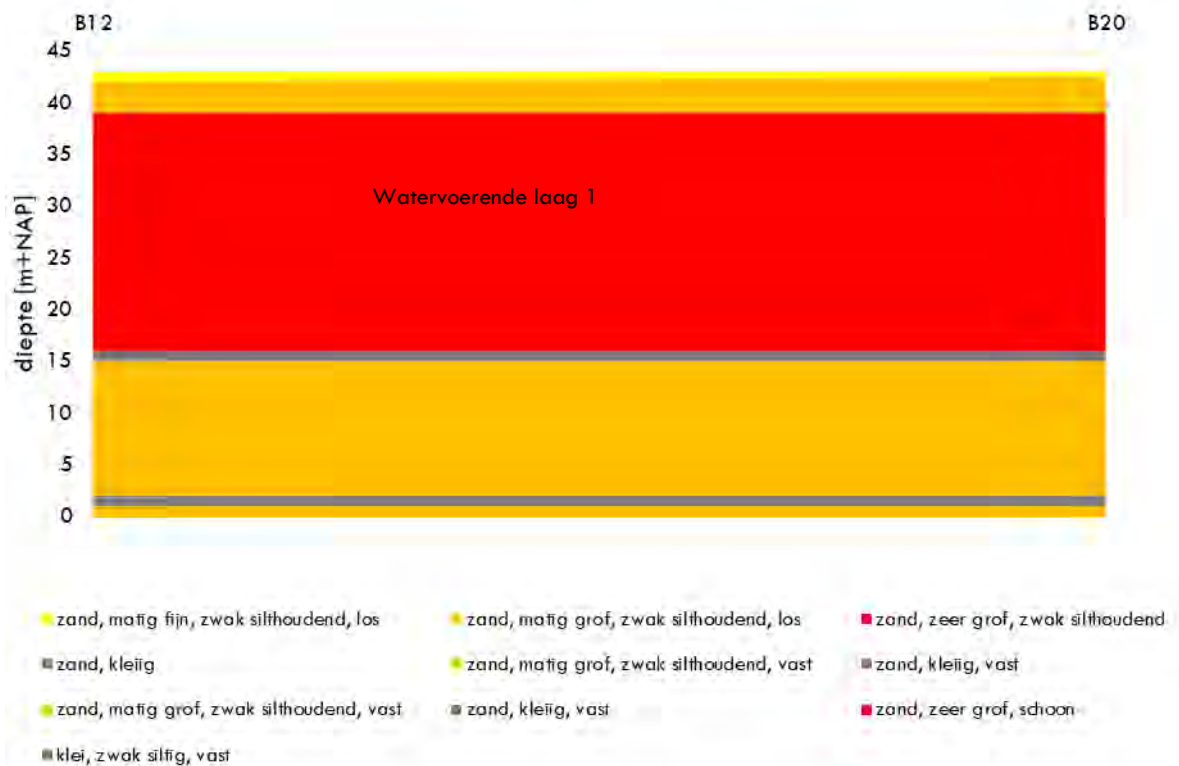 B12 B20
45
40
35
30
25
20
15
10
5
0
diepte [m+NAP]
Watervoerende laag 1
zand, matig fijn, zwak silthoudend, los
zand, matig grof, zwak silthoudend, los
zand, zeer grof, zwak silthoudend
zand, kleiig
zand, matig grof, zwak silthoudend, vast
zand, kleiig, vast
zand, matig grof, zwak silthoudend, vast
zand, kleiig, vast
zand, zeer grof, schoon
klei, zwak siltig, vast